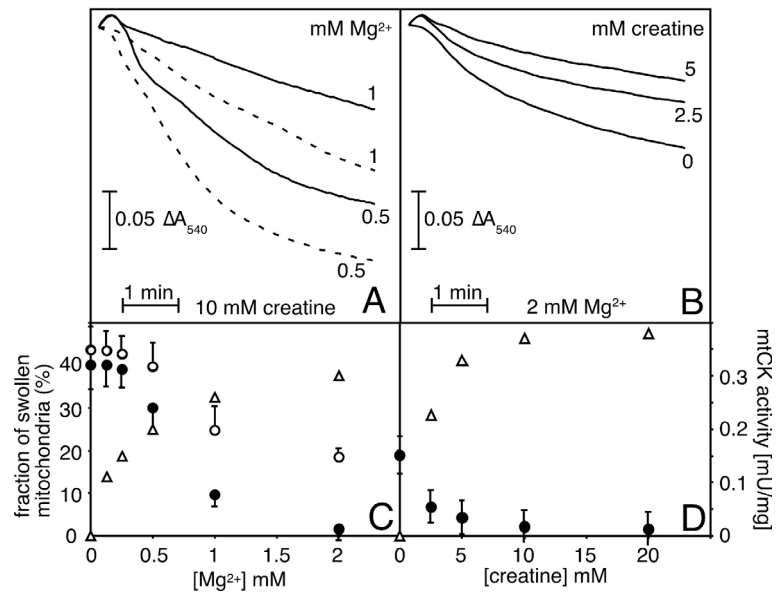 mM Mg²⁺
1
1
0.5
0.5
0.05 ΔA₅₄₀
1 min
10 mM creatine
A
mM creatine
5
2.5
0
0.05 ΔA₅₄₀
1 min
2 mM Mg²⁺
B
fraction of swollen
mitochondria (%)
40
30
20
10
0
C
0
0.5
1.0
1.5
2.0
[Mg²⁺] mM
D
0
5
10
15
20
[creatine] mM
0.3
0.2
0.1
0
mtCK activity [mU/mg]